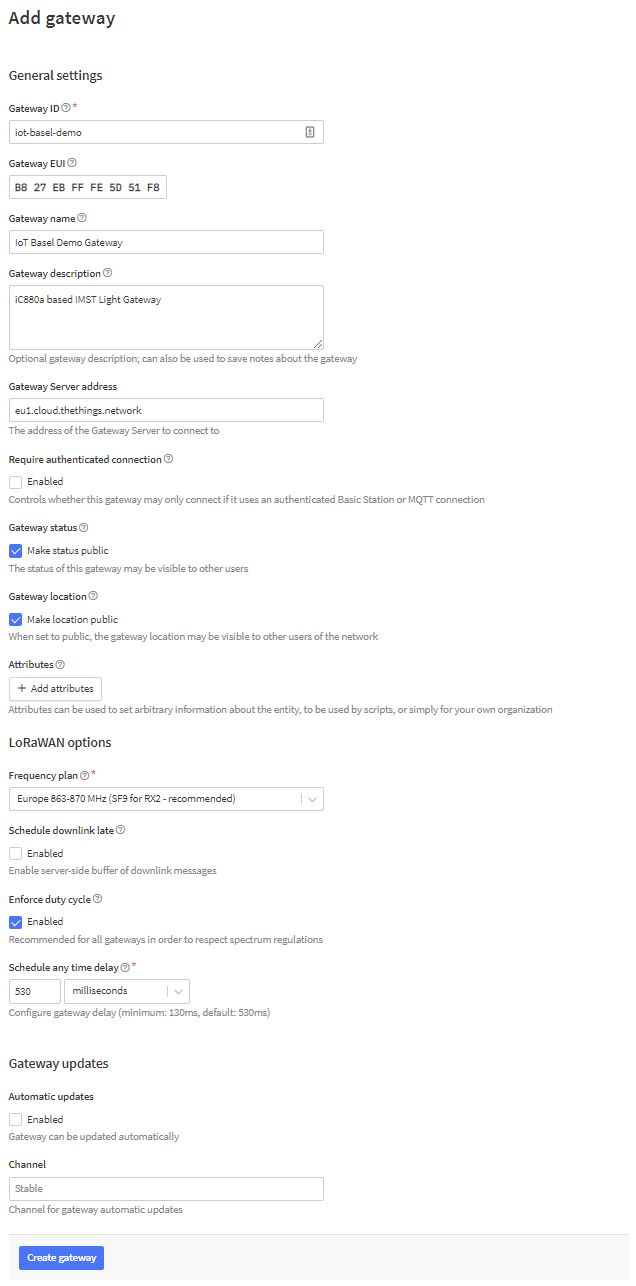 Add gateway
General settings
Gateway ID *
iot-basel-demo
Gateway EUI
B8 27 EB FF FE 5D 51 F8
Gateway name
IoT Basel Demo Gateway
Gateway description
iC880a based IMST Light Gateway
Optional gateway description; can also be used to save notes about the gateway
Gateway Server address
eu1.cloud.thethings.network
The address of the Gateway Server to connect to
Require authenticated connection
Enabled
Controls whether this gateway may only connect if it uses an authenticated Basic Station or MQTT connection
Gateway status
Make status public
The status of this gateway may be visible to other users
Gateway location
Make location public
When set to public, the gateway location may be visible to other users of the network
Attributes
+ Add attributes
Attributes can be used to set arbitrary information about the entity, to be used by scripts, or simply for your own organization
LoRaWAN options
Frequency plan *
Europe 863-870 MHz (SF9 for RX2 - recommended)
Schedule downlink late
Enabled
Enable server-side buffer of downlink messages
Enforce duty cycle
Enabled
Recommended for all gateways in order to respect spectrum regulations
Schedule any time delay *
530 milliseconds
Configure gateway delay (minimum: 130ms, default: 530ms)
Gateway updates
Automatic updates
Enabled
Gateway can be updated automatically
Channel
Stable
Channel for gateway automatic updates
Create gateway